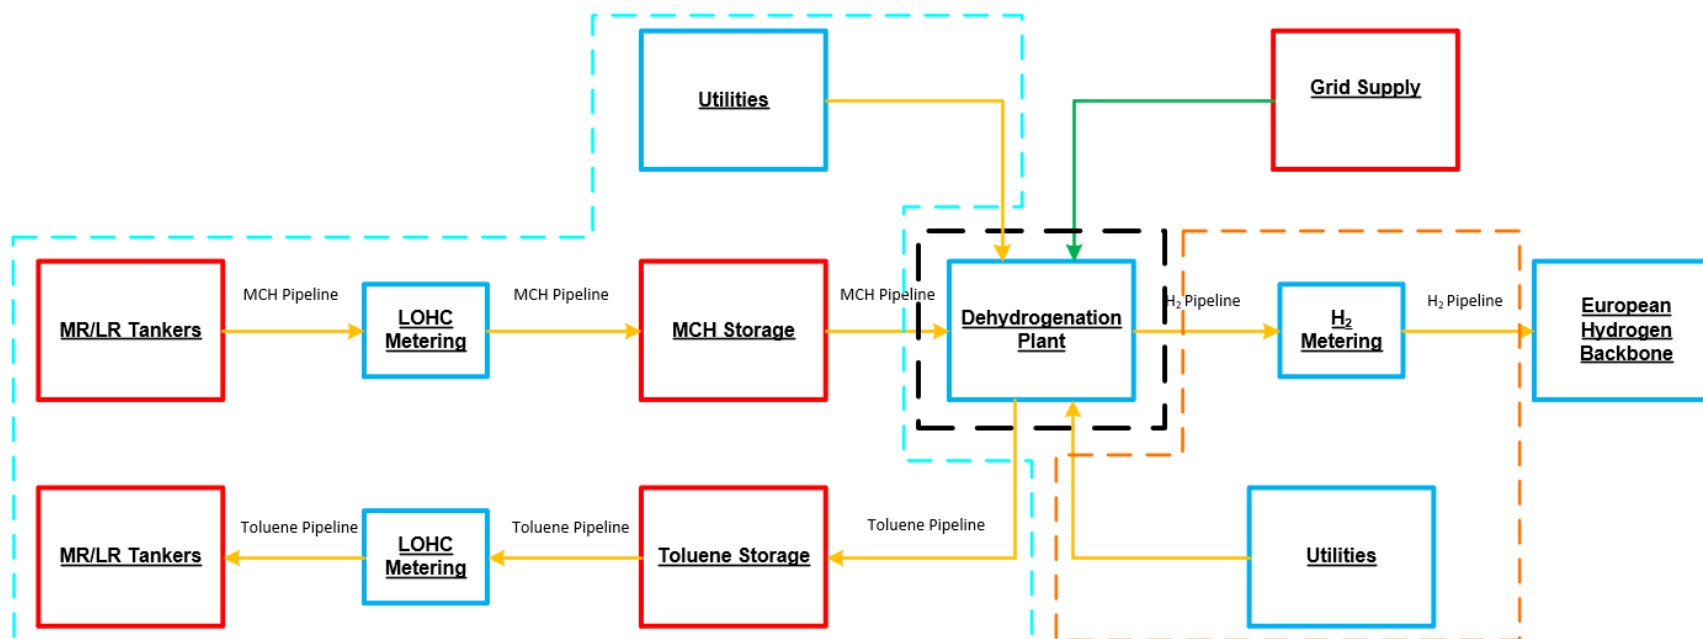 Utilities
Grid Supply
MR/LR Tankers
MCH Pipeline
LOHC
Metering
MCH Pipeline
MCH Storage
MCH Pipeline
Dehydrogenation
Plant
H₂ Pipeline
H₂
Metering
H₂ Pipeline
European
Hydrogen
Backbone
MR/LR Tankers
Toluene Pipeline
LOHC
Metering
Toluene Pipeline
Toluene Storage
Toluene Pipeline
Utilities